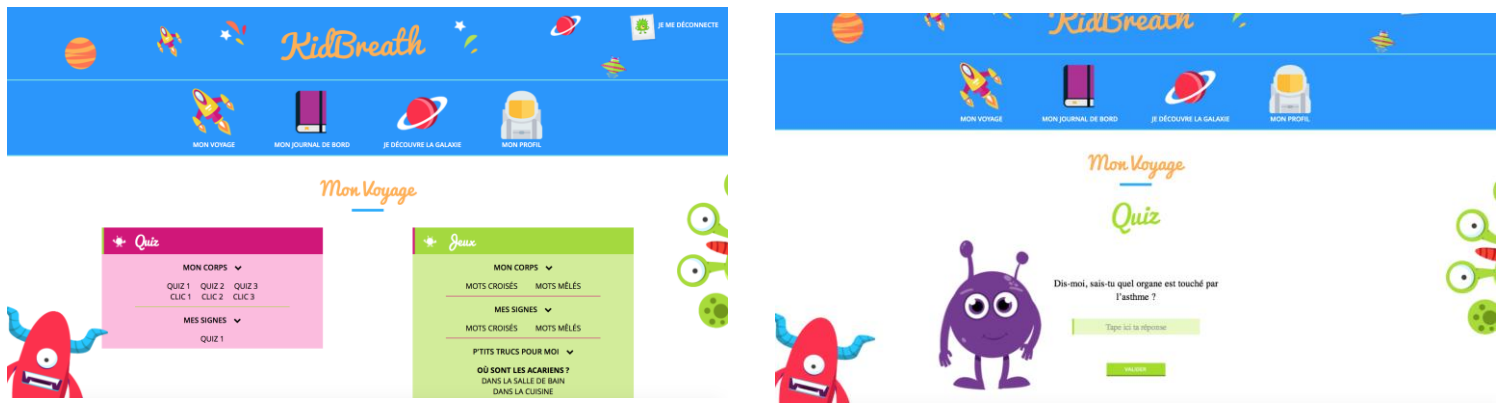 KidBreath
JE ME DÉCONNECTE
MON VOYAGE
MON JOURNAL DE BORD
JE DÉCOUVRE LA GALAXIE
MON PROFIL
Mon Voyage
Quiz
MON CORPS
QUIZ 1 QUIZ 2 QUIZ 3
CLIC 1 CLIC 2 CLIC 3
MES SIGNES
QUIZ 1
Jeux
MON CORPS
MOTS CROISÉS MOTS MÊLÉS
MES SIGNES
MOTS CROISÉS MOTS MÊLÉS
P'TITS TRUCS POUR MOI
OÙ SONT LES ACARIENS ?
DANS LA SALLE DE BAIN
DANS LA CUISINE
KidBreath
MON VOYAGE
MON JOURNAL DE BORD
JE DÉCOUVRE LA GALAXIE
MON PROFIL
Mon Voyage
Quiz
Dis-moi, sais-tu quel organe est touché par
l'asthme ?
Tape ici ta réponse
VALIDER